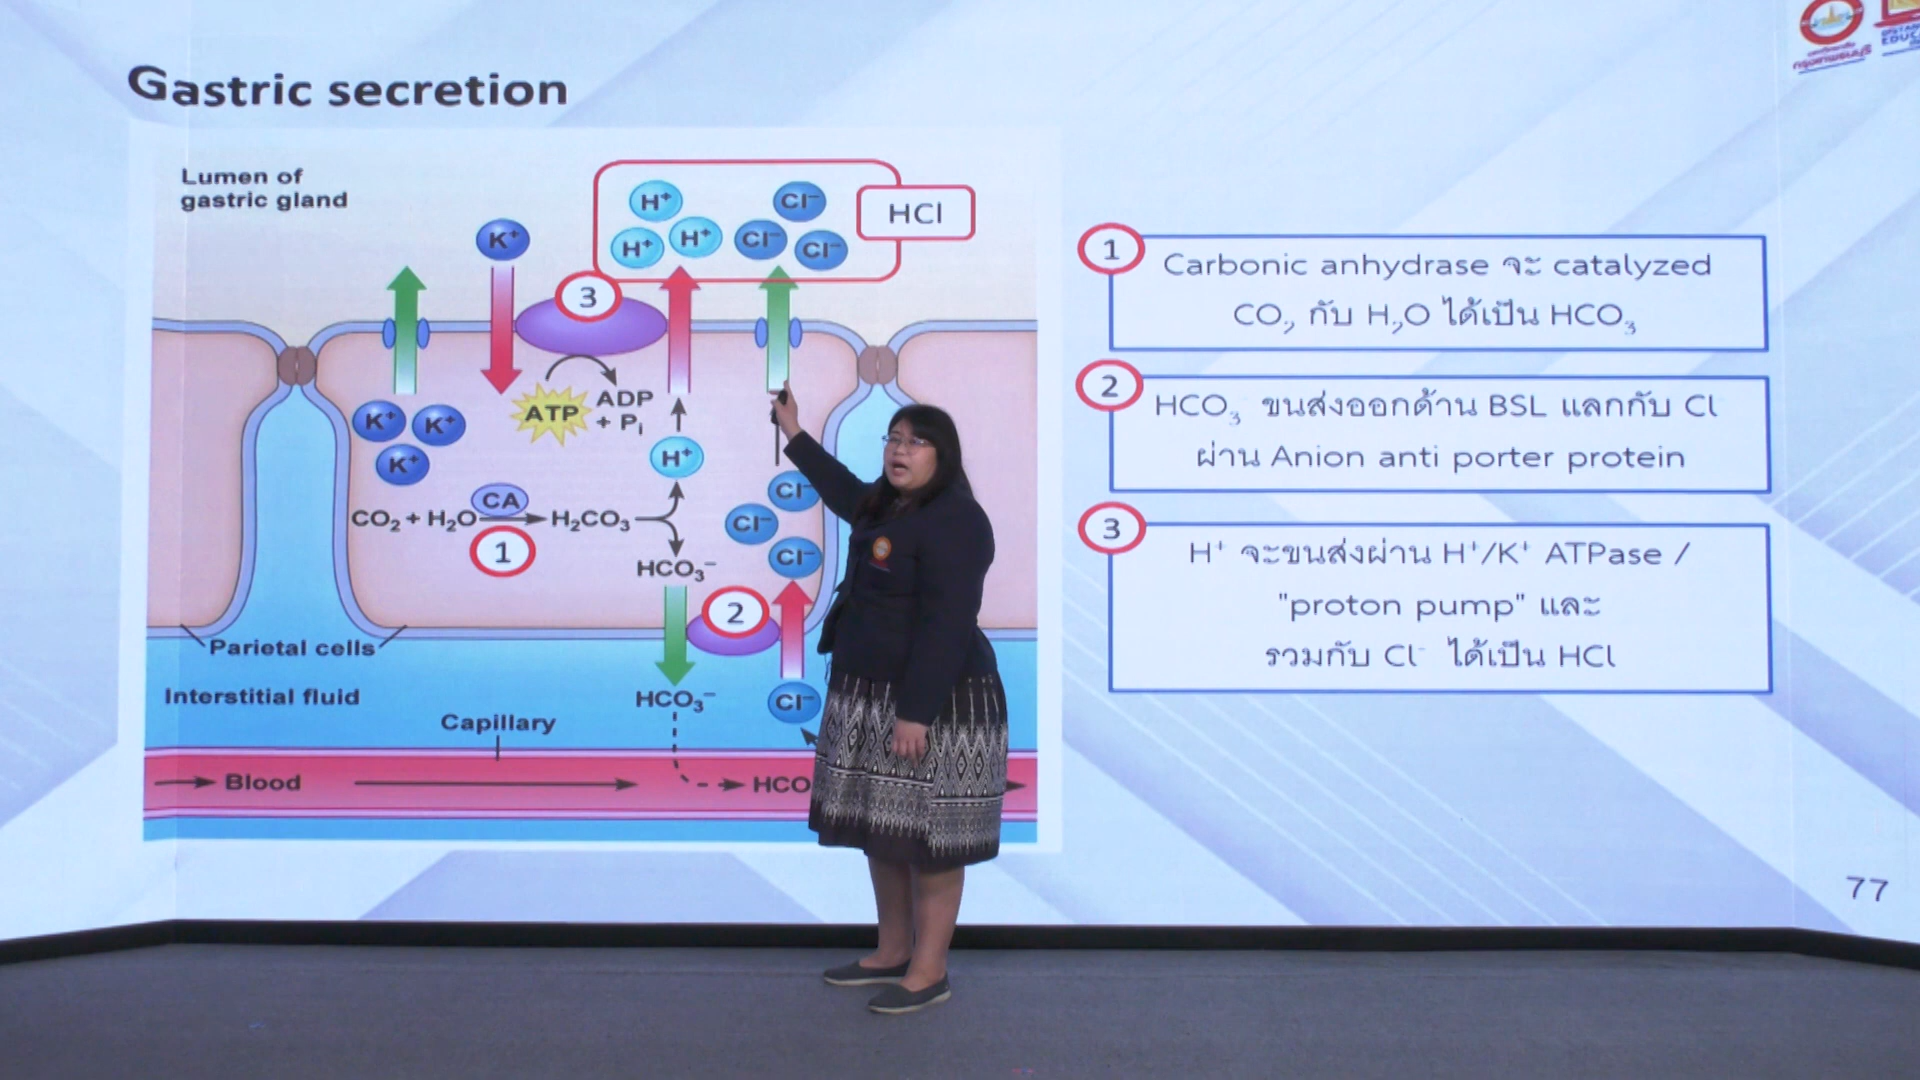 Gastric secretion
Lumen of
gastric gland
K⁺
H⁺
H⁺
H⁺
Cl⁻
Cl⁻
Cl⁻
HCl
3
ATP
ADP
+ Pᵢ
K⁺
K⁺
K⁺
H⁺
CA
CO₂ + H₂O
H₂CO₃
1
Cl⁻
Cl⁻
Cl⁻
HCO₃⁻
2
Parietal cells
Interstitial fluid
HCO₃⁻
Cl⁻
Capillary
Blood
HCO
1
Carbonic anhydrase จะ catalyzed
CO₂ กับ H₂O ได้เป็น HCO₃
2
HCO₃ ขนส่งออกด้าน BSL แลกกับ Cl
ผ่าน Anion anti porter protein
3
H⁺ จะขนส่งผ่าน H⁺/K⁺ ATPase /
"proton pump" และ
รวมกับ Cl⁻ ได้เป็น HCl
77